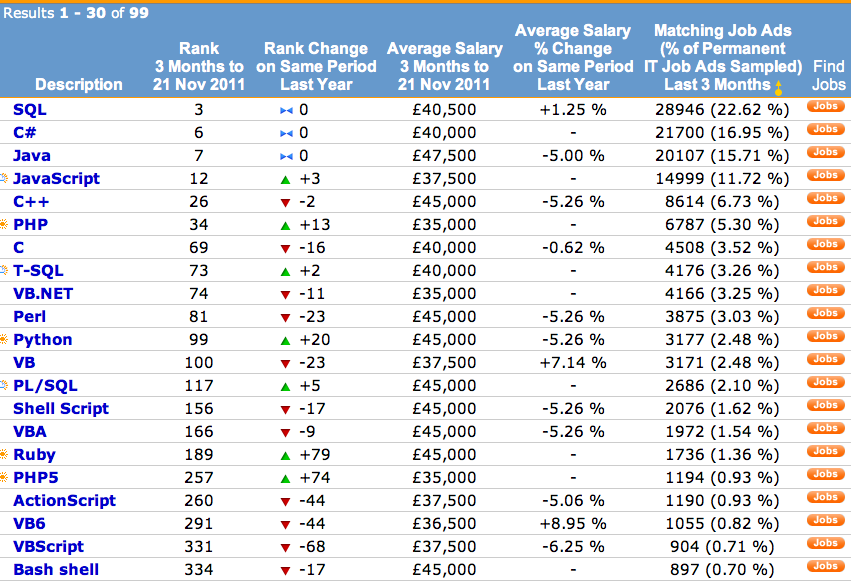 Results 1 - 30 of 99
Description Rank 3 Months to 21 Nov 2011 Rank Change on Same Period Last Year Average Salary 3 Months to 21 Nov 2011 Average Salary % Change on Same Period Last Year Matching Job Ads (% of Permanent IT Job Ads Sampled) Last 3 Months Find Jobs
SQL 3 0 £40,500 +1.25 % 28946 (22.62 %) Jobs
C# 6 0 £40,000 - 21700 (16.95 %) Jobs
Java 7 0 £47,500 -5.00 % 20107 (15.71 %) Jobs
JavaScript 12 +3 £37,500 - 14999 (11.72 %) Jobs
C++ 26 -2 £45,000 -5.26 % 8614 (6.73 %) Jobs
PHP 34 +13 £35,000 - 6787 (5.30 %) Jobs
C 69 -16 £40,000 -0.62 % 4508 (3.52 %) Jobs
T-SQL 73 +2 £40,000 - 4176 (3.26 %) Jobs
VB.NET 74 -11 £35,000 - 4166 (3.25 %) Jobs
Perl 81 -23 £45,000 -5.26 % 3875 (3.03 %) Jobs
Python 99 +20 £45,000 -5.26 % 3177 (2.48 %) Jobs
VB 100 -23 £37,500 +7.14 % 3171 (2.48 %) Jobs
PL/SQL 117 +5 £45,000 - 2686 (2.10 %) Jobs
Shell Script 156 -17 £45,000 -5.26 % 2076 (1.62 %) Jobs
VBA 166 -9 £45,000 -5.26 % 1972 (1.54 %) Jobs
Ruby 189 +79 £45,000 - 1736 (1.36 %) Jobs
PHP5 257 +74 £35,000 - 1194 (0.93 %) Jobs
ActionScript 260 -44 £37,500 -5.06 % 1190 (0.93 %) Jobs
VB6 291 -44 £36,500 +8.95 % 1055 (0.82 %) Jobs
VBScript 331 -68 £37,500 -6.25 % 904 (0.71 %) Jobs
Bash shell 334 -17 £45,000 - 897 (0.70 %) Jobs